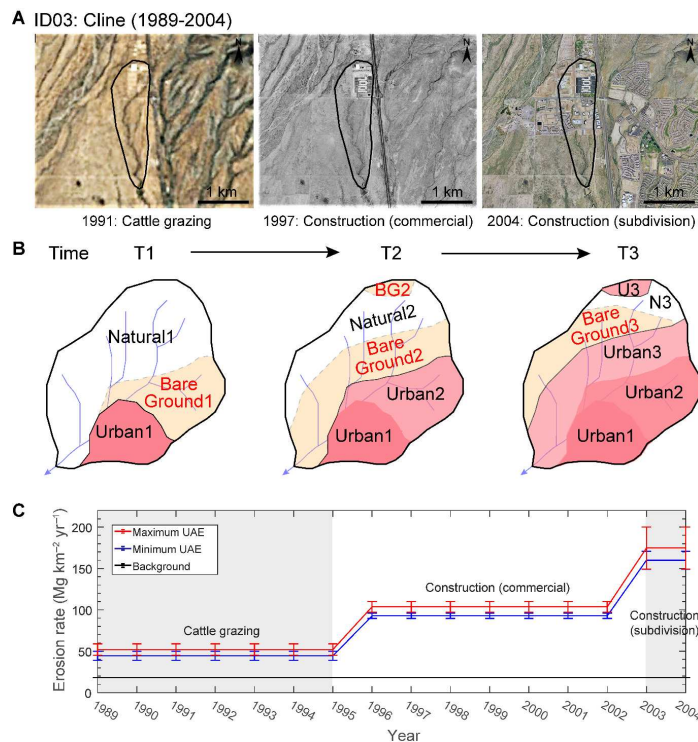 A ID03: Cline (1989-2004)
N N N
1 km 1 km 1 km
1991: Cattle grazing 1997: Construction (commercial) 2004: Construction (subdivision)
B Time T1 T2 T3
Natural1
Bare
Ground1
Urban1
BG2
Natural2
Bare
Ground2
Urban2
Urban1
U3
N3
Bare
Ground3
Urban3
Urban2
Urban1
C
Erosion rate (Mg km⁻² yr⁻¹)
200
150
100
50
0
Maximum UAE
Minimum UAE
Background
Cattle grazing
Construction (commercial)
Construction
(subdivision)
1989 1990 1991 1992 1993 1994 1995 1996 1997 1998 1999 2000 2001 2002 2003 2004
Year